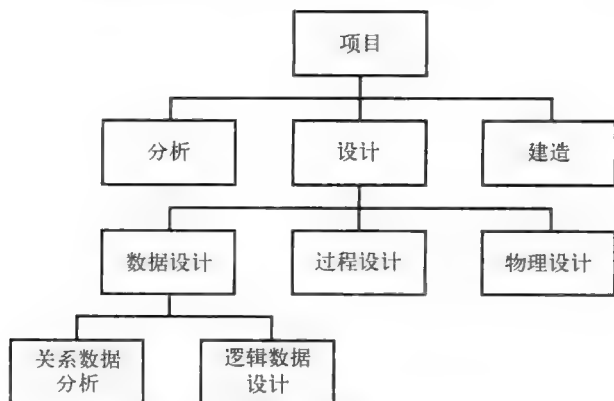 项目
分析
设计
建造
数据设计
过程设计
物理设计
关系数据
分析
逻辑数据
设计